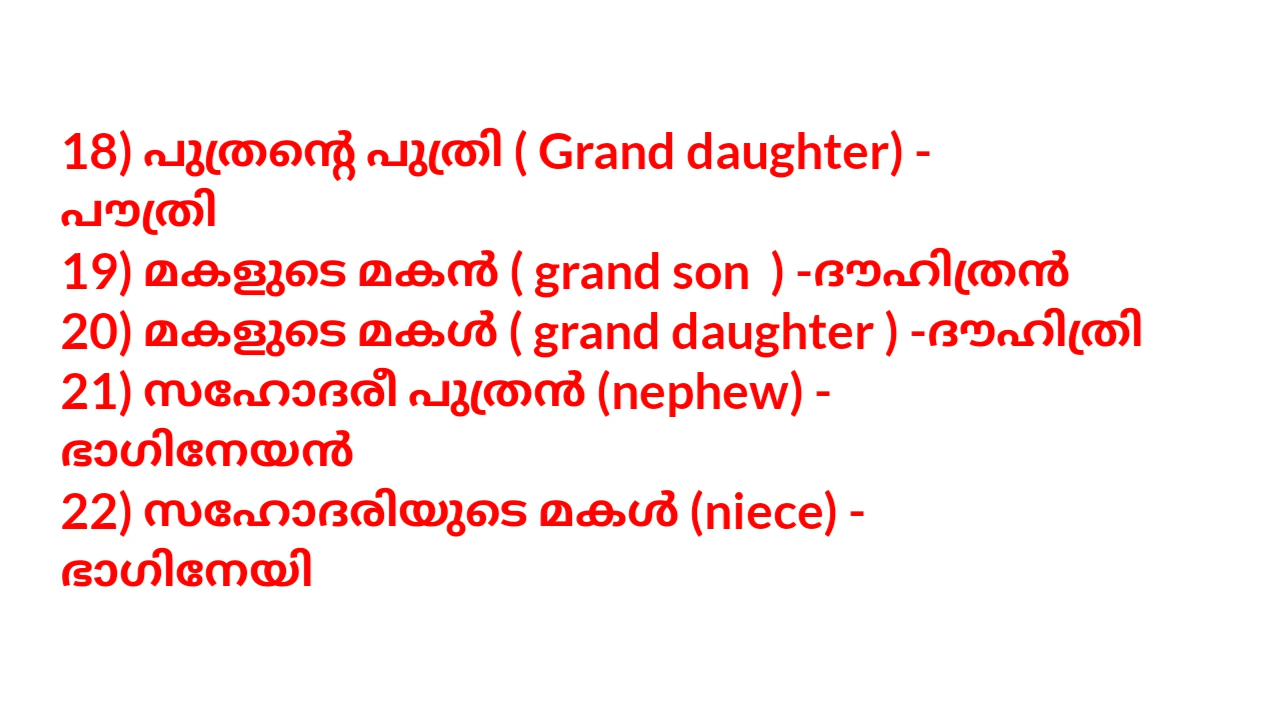 18) പുത്രന്റെ പുത്രി ( Grand daughter) -
പൗത്രി
19) മകളുടെ മകൻ ( grand son  ) -ദൗഹിത്രൻ
20) മകളുടെ മകൾ ( grand daughter ) -ദൗഹിത്രി
21) സഹോദരീ പുത്രൻ (nephew) -
ഭാഗിനേയൻ
22) സഹോദരിയുടെ മകൾ (niece) -
ഭാഗിനേയി